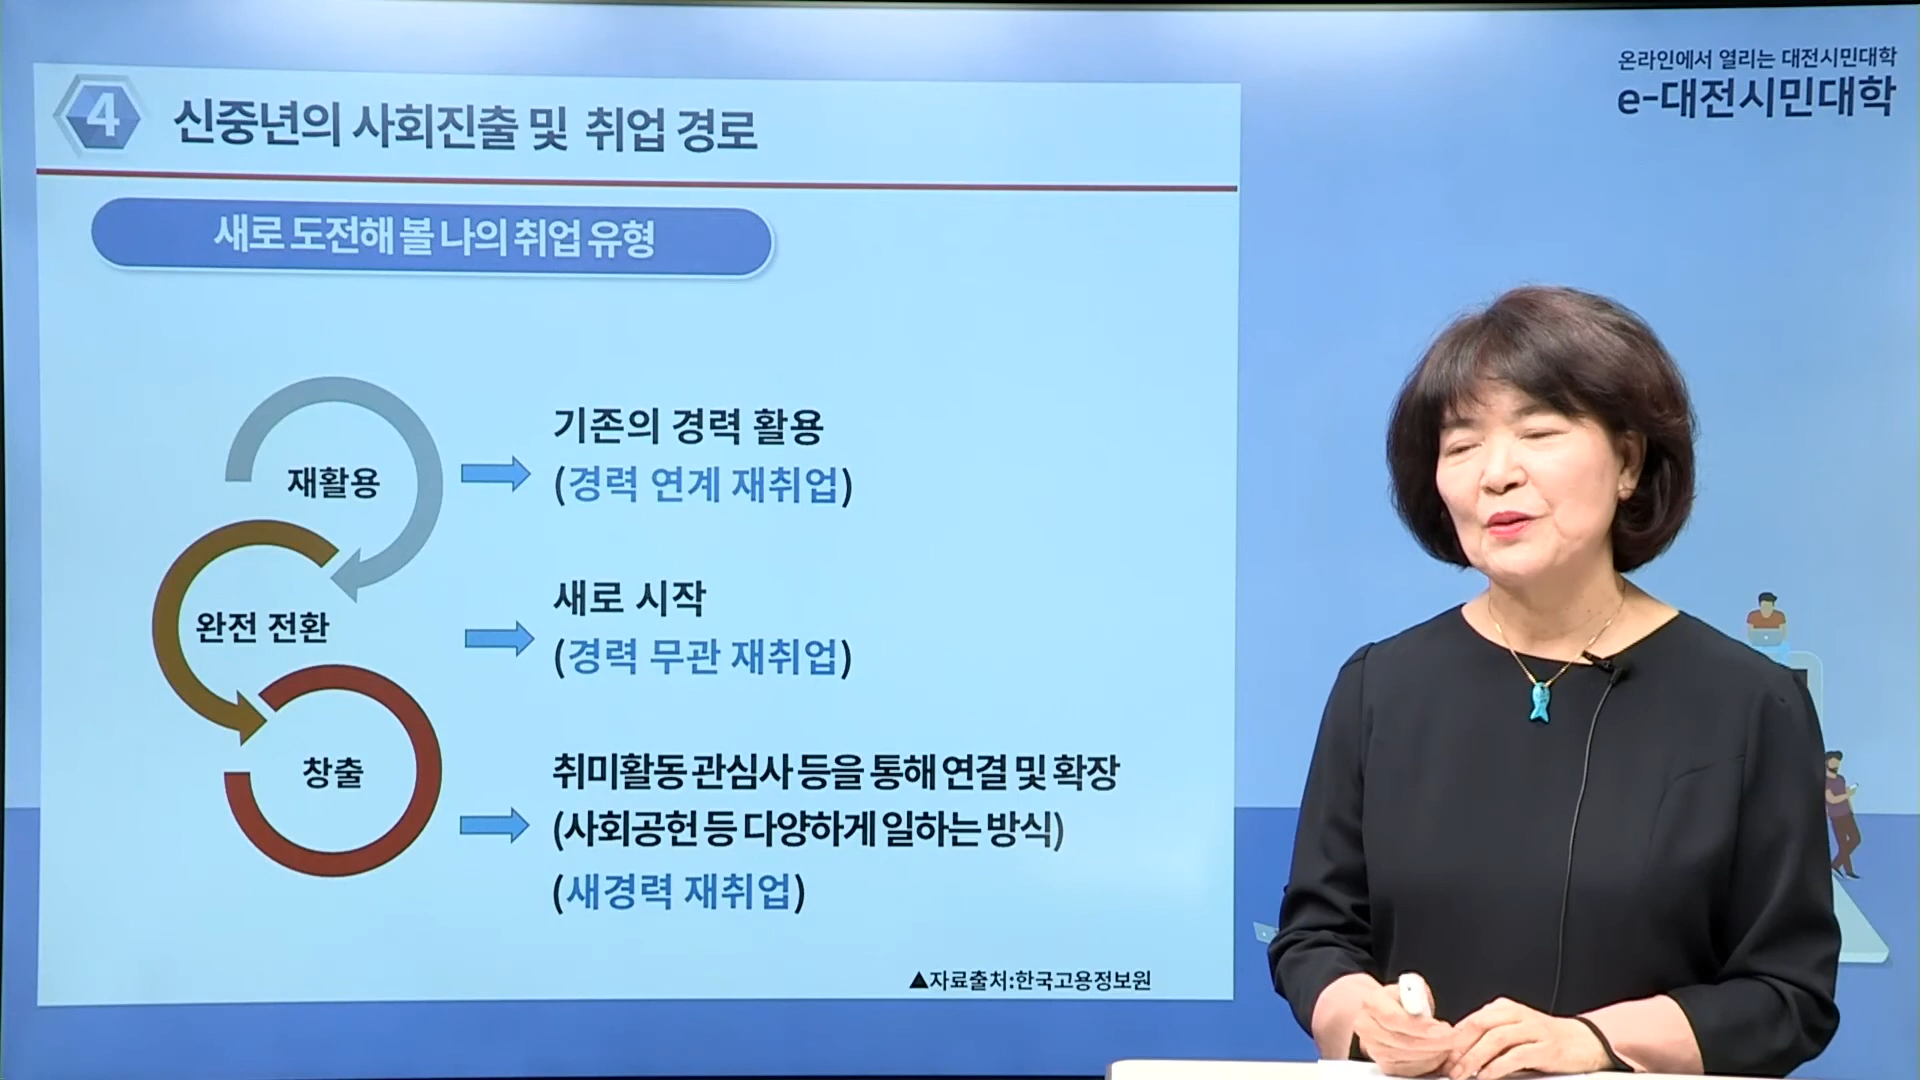 온라인에서 열리는 대전시민대학
e-대전시민대학
4 신중년의 사회진출 및 취업 경로
새로 도전해 볼 나의 취업 유형
재활용
기존의 경력 활용
(경력 연계 재취업)
완전 전환
새로 시작
(경력 무관 재취업)
창출
취미활동 관심사 등을 통해 연결 및 확장
(사회공헌 등 다양하게 일하는 방식)
(새경력 재취업)
▲자료출처:한국고용정보원